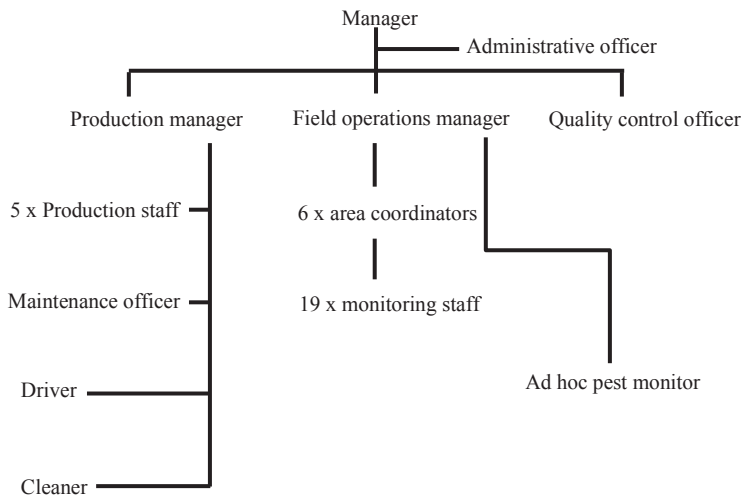 Manager
Administrative officer
Production manager
Field operations manager
Quality control officer
5 x Production staff
6 x area coordinators
Maintenance officer
19 x monitoring staff
Driver
Ad hoc pest monitor
Cleaner